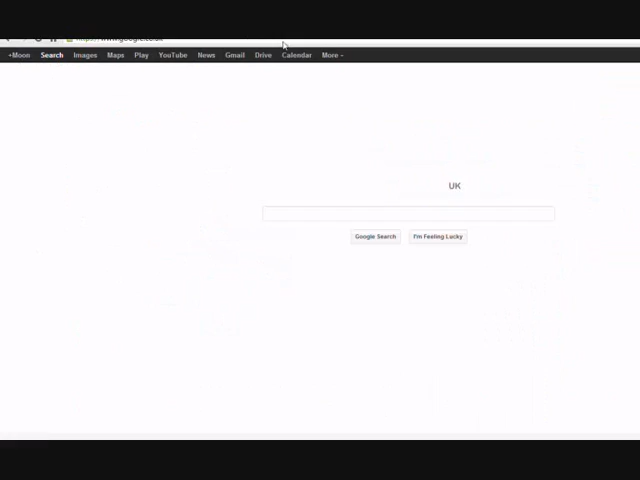 +Moon Search Images Maps Play YouTube News Gmail Drive Calendar More
UK
Google Search I'm Feeling Lucky